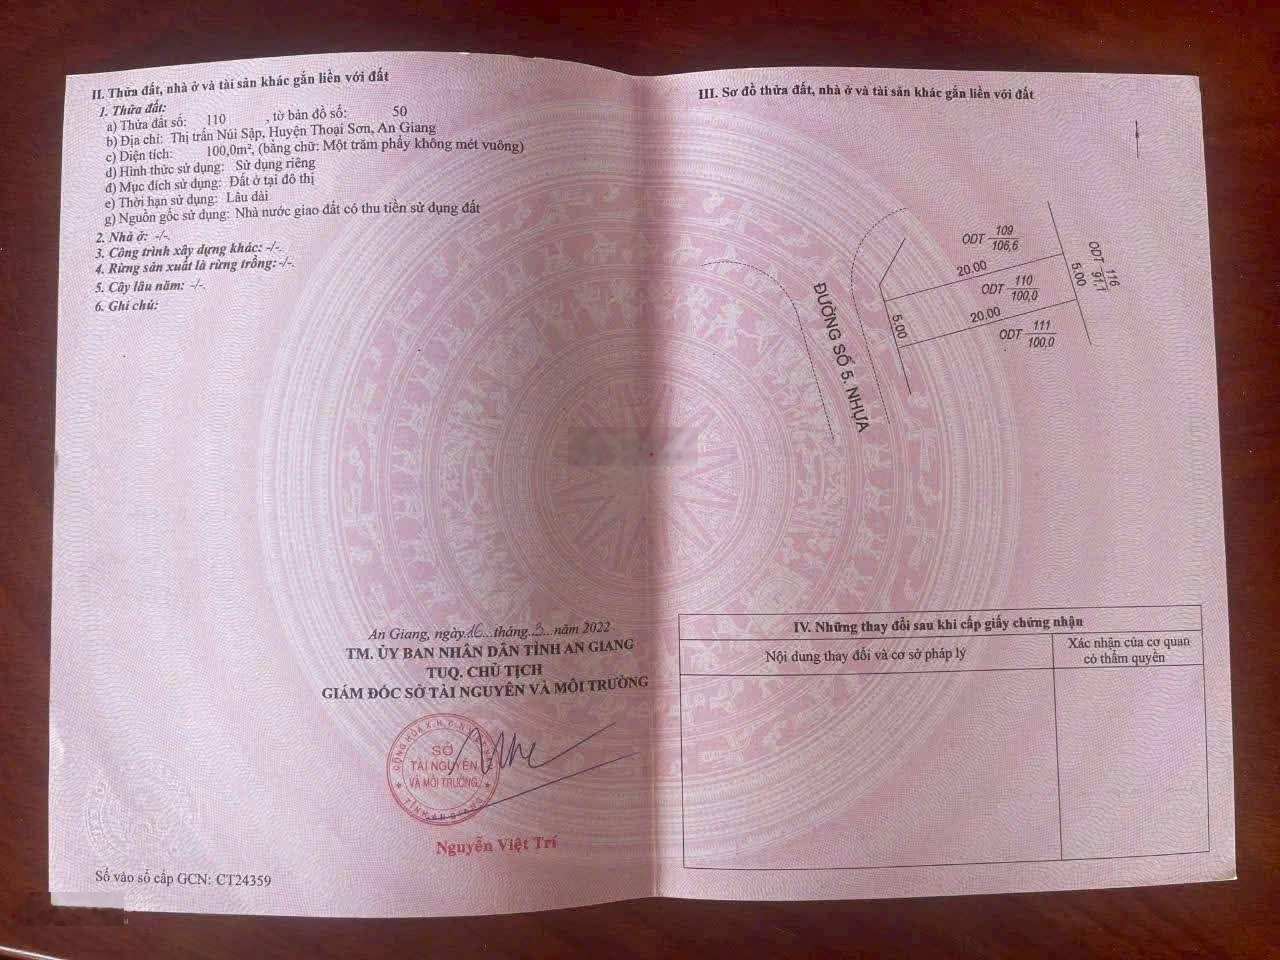 II. Thửa đất, nhà ở và tài sản khác gắn liền với đất
1. Thửa đất:
a) Thửa đất số: 110 , tờ bản đồ số: 50
b) Địa chỉ: Thị trấn Núi Sập, Huyện Thoại Sơn, An Giang
c) Diện tích: 100,0m², (bằng chữ: Một trăm phẩy không mét vuông)
d) Hình thức sử dụng: Sử dụng riêng
đ) Mục đích sử dụng: Đất ở tại đô thị
e) Thời hạn sử dụng: Lâu dài
g) Nguồn gốc sử dụng: Nhà nước giao đất có thu tiền sử dụng đất
2. Nhà ở: -/-.
3. Công trình xây dựng khác: -/-.
4. Rừng sản xuất là rừng trồng: -/-.
5. Cây lâu năm: -/-.
6. Ghi chú:
An Giang, ngày 16 tháng 3 năm 2022
TM. ỦY BAN NHÂN DÂN TỈNH AN GIANG
TUQ. CHỦ TỊCH
GIÁM ĐỐC SỞ TÀI NGUYÊN VÀ MÔI TRƯỜNG
SỞ
TÀI NGUYÊN
VÀ MÔI TRƯỜNG
TỈNH AN GIANG
Nguyễn Việt Trí
Số vào sổ cấp GCN: CT24359
III. Sơ đồ thửa đất, nhà ở và tài sản khác gắn liền với đất
ODT 109
106,6
20.00
ODT 110
100,0
20.00
ODT 111
100,0
5.00
5.00
ODT 116
91,1
ĐƯỜNG SỐ 5. NHỰA
IV. Những thay đổi sau khi cấp giấy chứng nhận
Nội dung thay đổi và cơ sở pháp lý
Xác nhận của cơ quan
có thẩm quyền